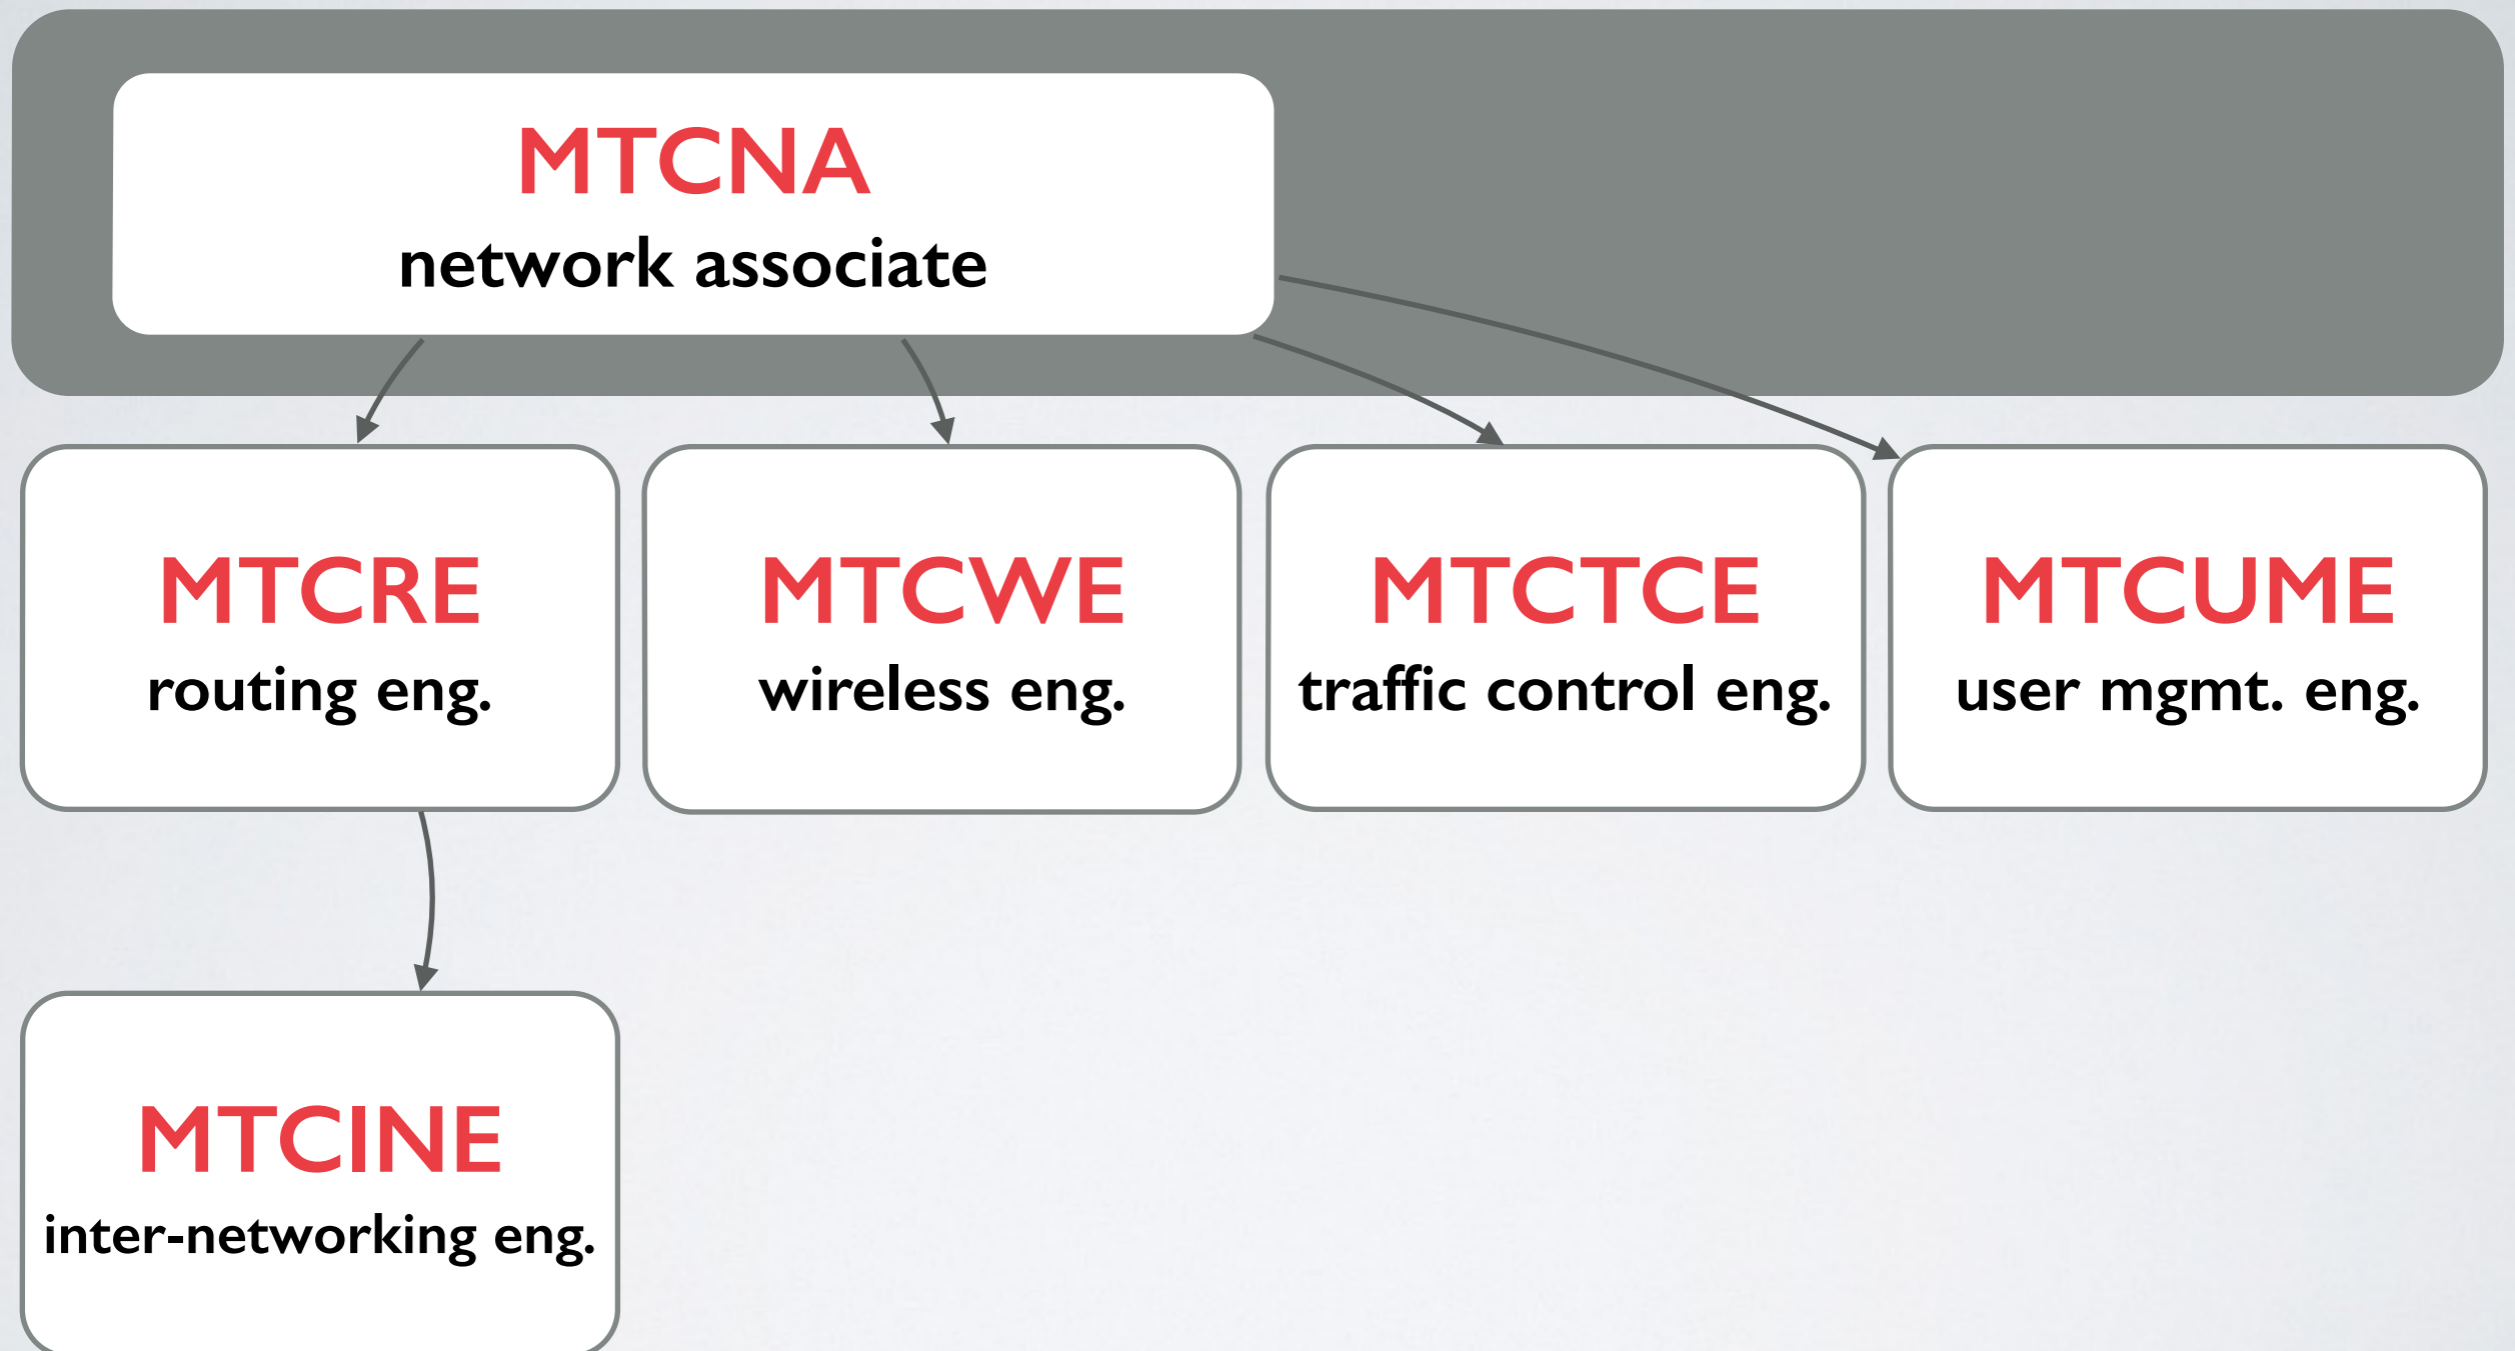 MTCNA
network associate
MTCRE
routing eng.
MTCWE
wireless eng.
MTCTCE
traffic control eng.
MTCUME
user mgmt. eng.
MTCINE
inter-networking eng.